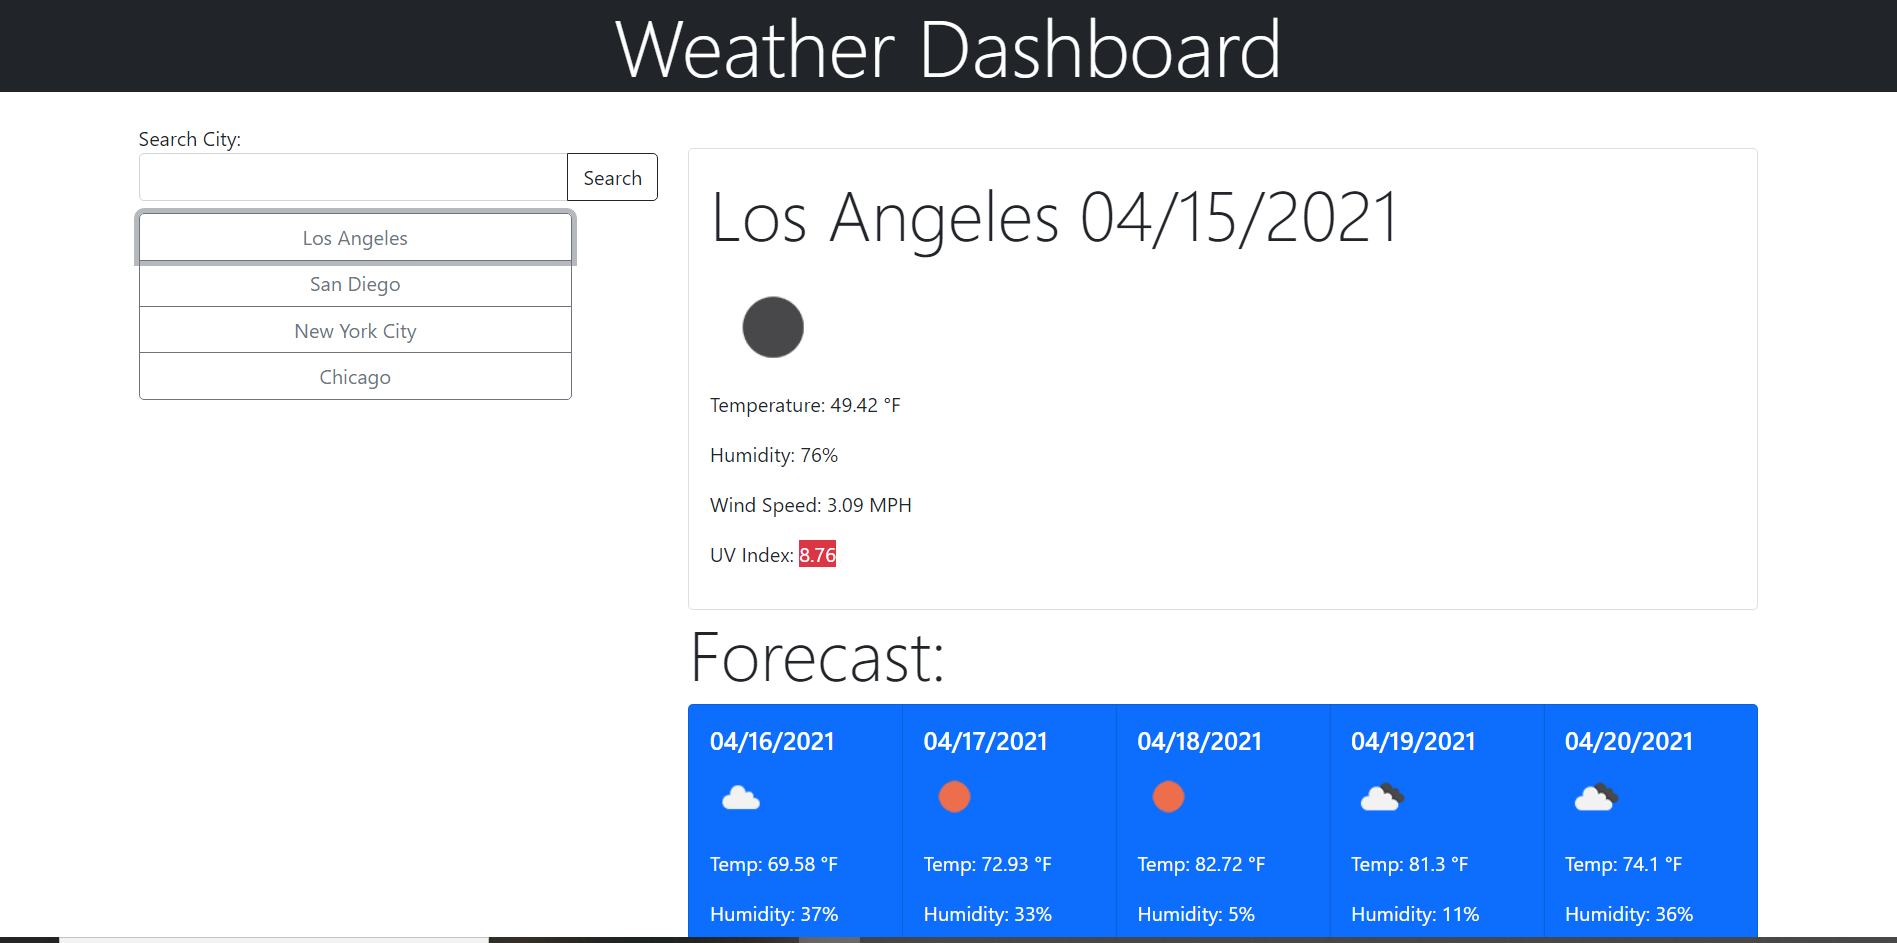 Weather Dashboard
Search City:
Search
Los Angeles
San Diego
New York City
Chicago
Los Angeles 04/15/2021
Temperature: 49.42 °F
Humidity: 76%
Wind Speed: 3.09 MPH
UV Index: 8.76
Forecast:
04/16/2021
Temp: 69.58 °F
Humidity: 37%
04/17/2021
Temp: 72.93 °F
Humidity: 33%
04/18/2021
Temp: 82.72 °F
Humidity: 5%
04/19/2021
Temp: 81.3 °F
Humidity: 11%
04/20/2021
Temp: 74.1 °F
Humidity: 36%